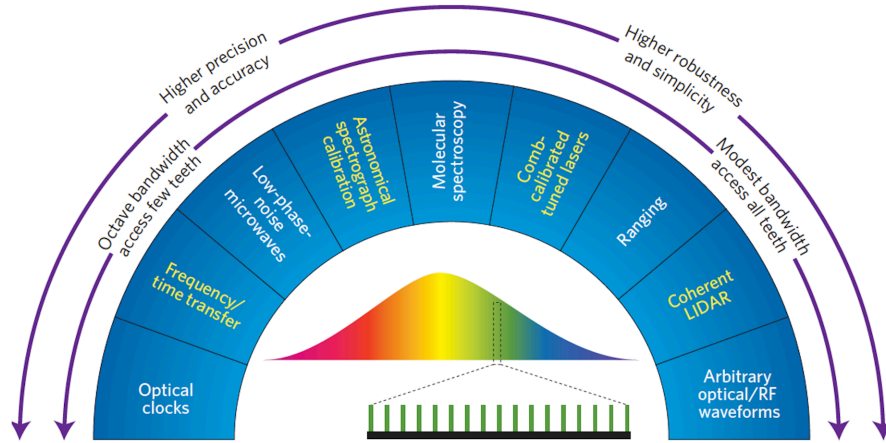 Higher precision
and accuracy
Higher robustness
and simplicity
Octave bandwidth
access few teeth
Modest bandwidth
access all teeth
Optical
clocks
Frequency/
time transfer
Low-phase-
noise
microwaves
Astronomical
spectrograph
calibration
Molecular
spectroscopy
Comb-
calibrated
tuned lasers
Ranging
Coherent
LIDAR
Arbitrary
optical/RF
waveforms